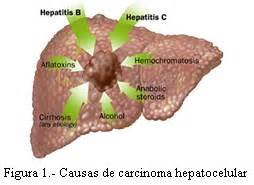 Hepatitis B
Hepatitis C
Aflatoxins
Hemochromatosis
Anabolic
steroids
Cirrhosis
(any etiology)
Alcohol
Figura 1.- Causas de carcinoma hepatocelular